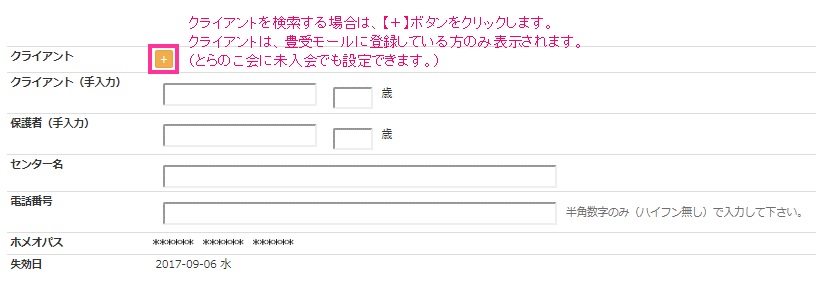 クライアントを検索する場合は、【＋】ボタンをクリックします。
クライアントは、豊受モールに登録している方のみ表示されます。
（とらのこ会に未入会でも設定できます。）
クライアント +
クライアント（手入力） 歳
保護者（手入力） 歳
センター名
電話番号 半角数字のみ（ハイフン無し）で入力して下さい。
ホメオパス ****** ****** ******
失効日 2017-09-06 水